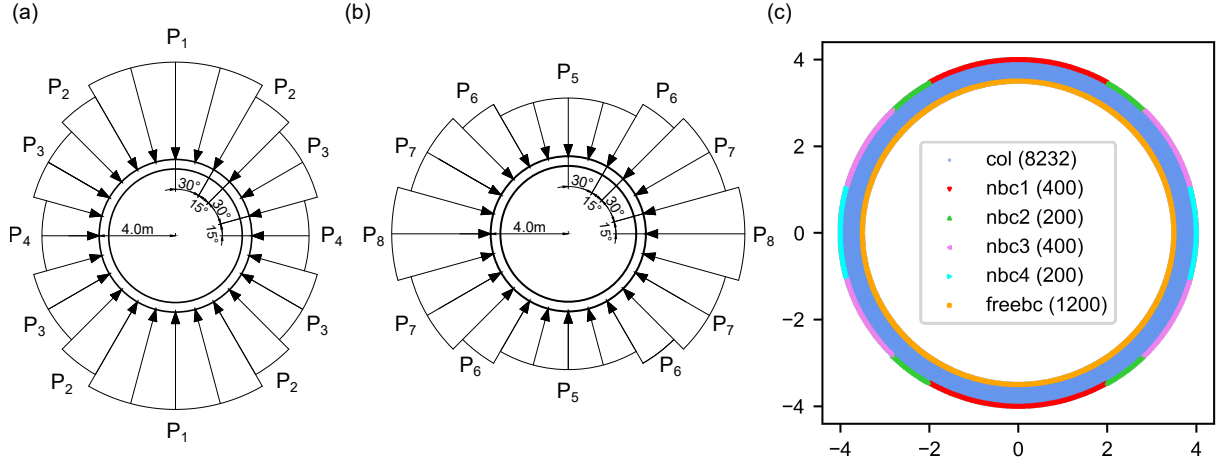 (a)
P1
P2
P2
P3
P3
30°
15°
30°
15°
4.0m
P4
P4
P3
P3
P2
P2
P1
(b)
P5
P6
P6
P7
P7
30°
15°
30°
15°
4.0m
P8
P8
P7
P7
P6
P6
P5
(c)
4
2
0
−2
−4
col (8232)
nbc1 (400)
nbc2 (200)
nbc3 (400)
nbc4 (200)
freebc (1200)
−4
−2
0
2
4